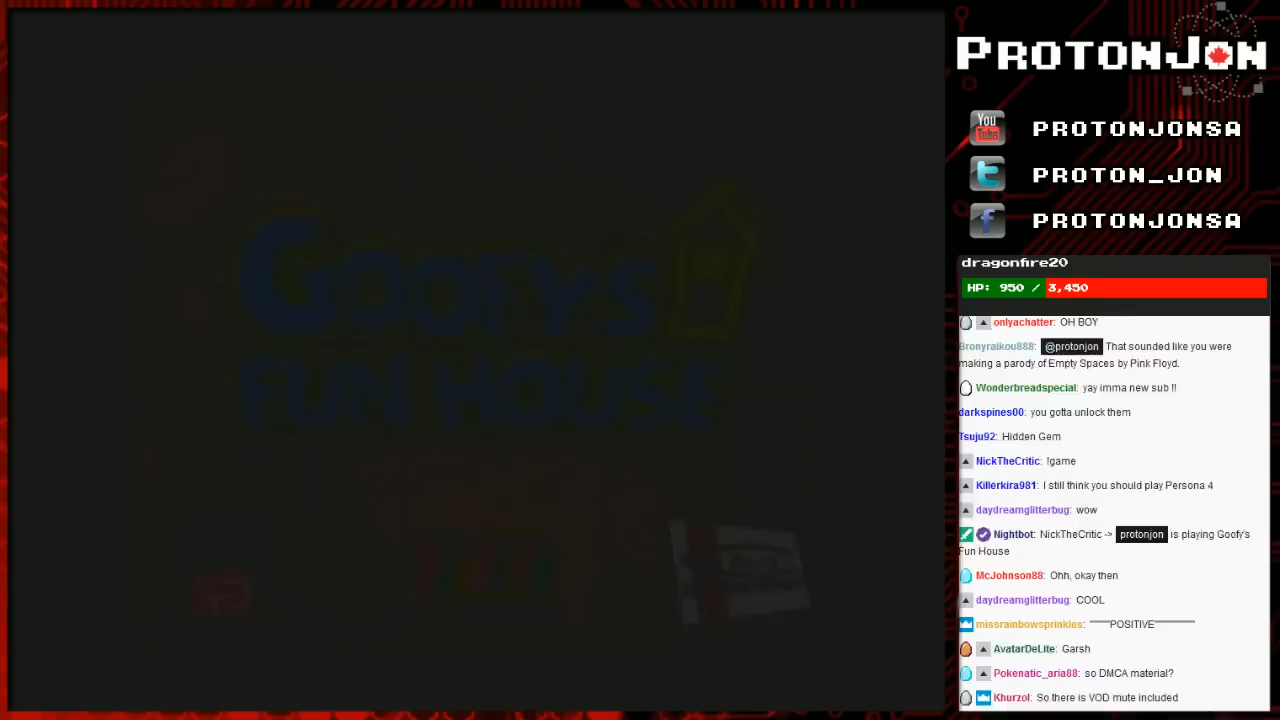 PROTONJON
You
Tube
PROTONJONSA
PROTON_JON
PROTONJONSA
dragonfire20
HP: 950 / 3,450
GOOFY'S
FUN HOUSE
onlyachatter: OH BOY
Bronyraikou888: @protonjon That sounded like you were
making a parody of Empty Spaces by Pink Floyd.
Wonderbreadspecial: yay imma new sub !!
darkspines00: you gotta unlock them
Tsuju92: Hidden Gem
NickTheCritic: !game
Killerkira981: I still think you should play Persona 4
daydreamglitterbug: wow
Nightbot: NickTheCritic -> protonjon is playing Goofy's
Fun House
McJohnson88: Ohh, okay then
daydreamglitterbug: COOL
missrainbowsprinkles: """"""POSITIVE"""""""""""
AvatarDeLite: Garsh
Pokenatic_aria88: so DMCA material?
Khurzol: So there is VOD mute included